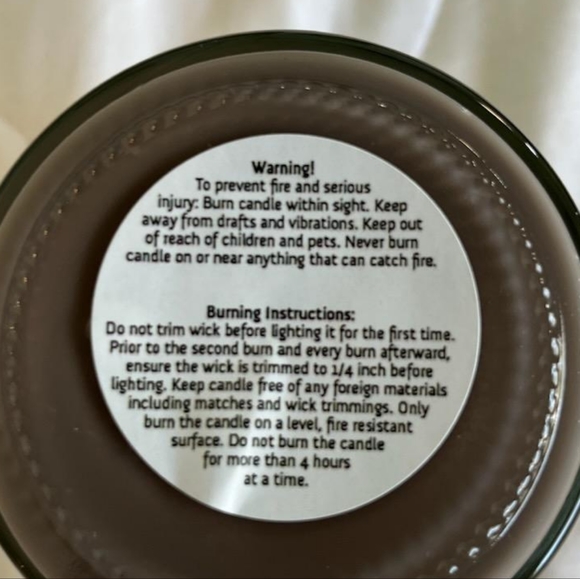 Warning!
To prevent fire and serious
injury: Burn candle within sight. Keep
away from drafts and vibrations. Keep out
of reach of children and pets. Never burn
candle on or near anything that can catch fire.
Burning Instructions:
Do not trim wick before lighting it for the first time.
Prior to the second burn and every burn afterward,
ensure the wick is trimmed to 1/4 inch before
lighting. Keep candle free of any foreign materials
including matches and wick trimmings. Only
burn the candle on a level, fire resistant
surface. Do not burn the candle
for more than 4 hours
at a time.